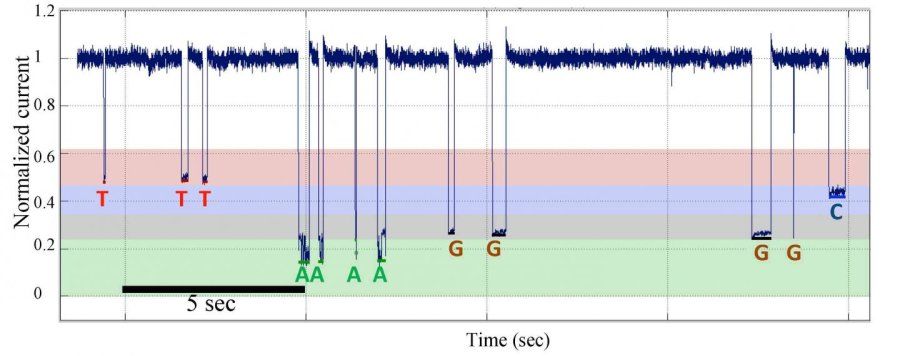 Normalized current
1.2
1
0.8
0.6
0.4
0.2
0
T T T
A A A A
G G
G G
C
5 sec
Time (sec)